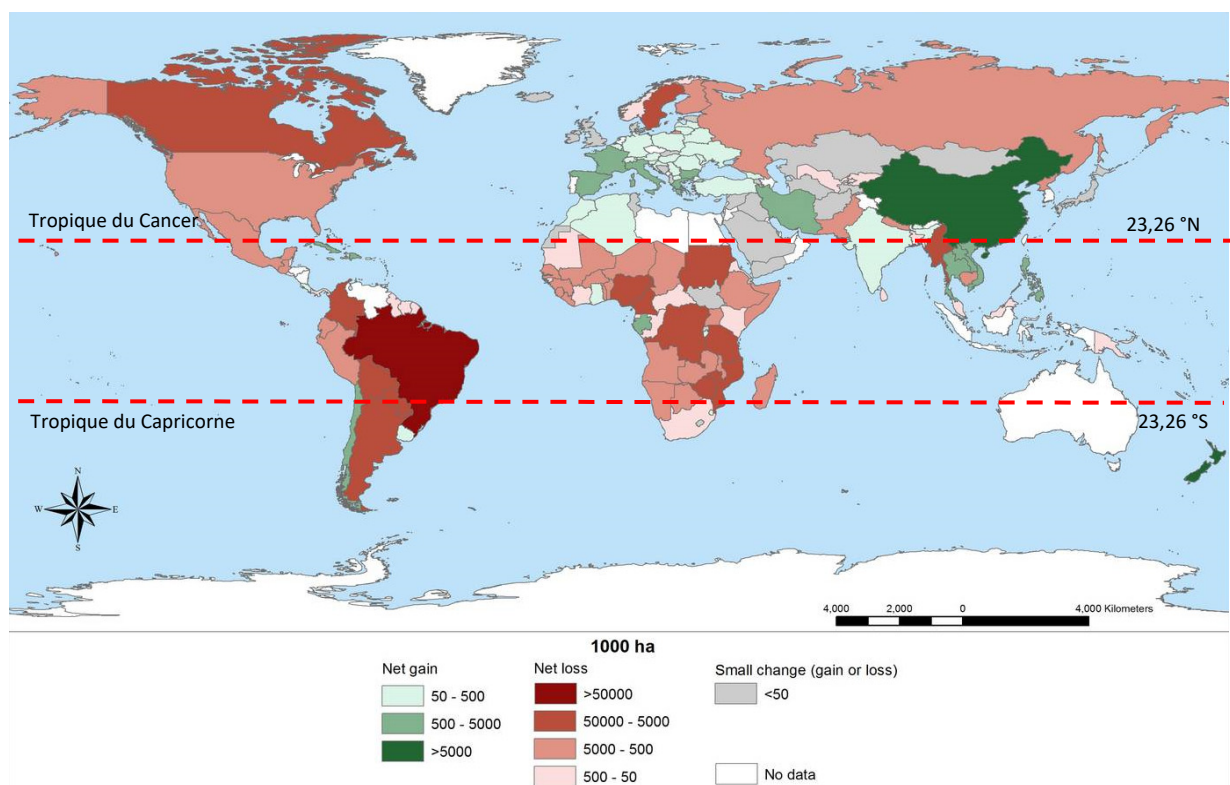 Tropique du Cancer
23,26 °N
Tropique du Capricorne
23,26 °S
N
W E
S
4,000 2,000 0 4,000 Kilometers
1000 ha
Net gain
50 - 500
500 - 5000
>5000
Net loss
>50000
50000 - 5000
5000 - 500
500 - 50
Small change (gain or loss)
<50
No data